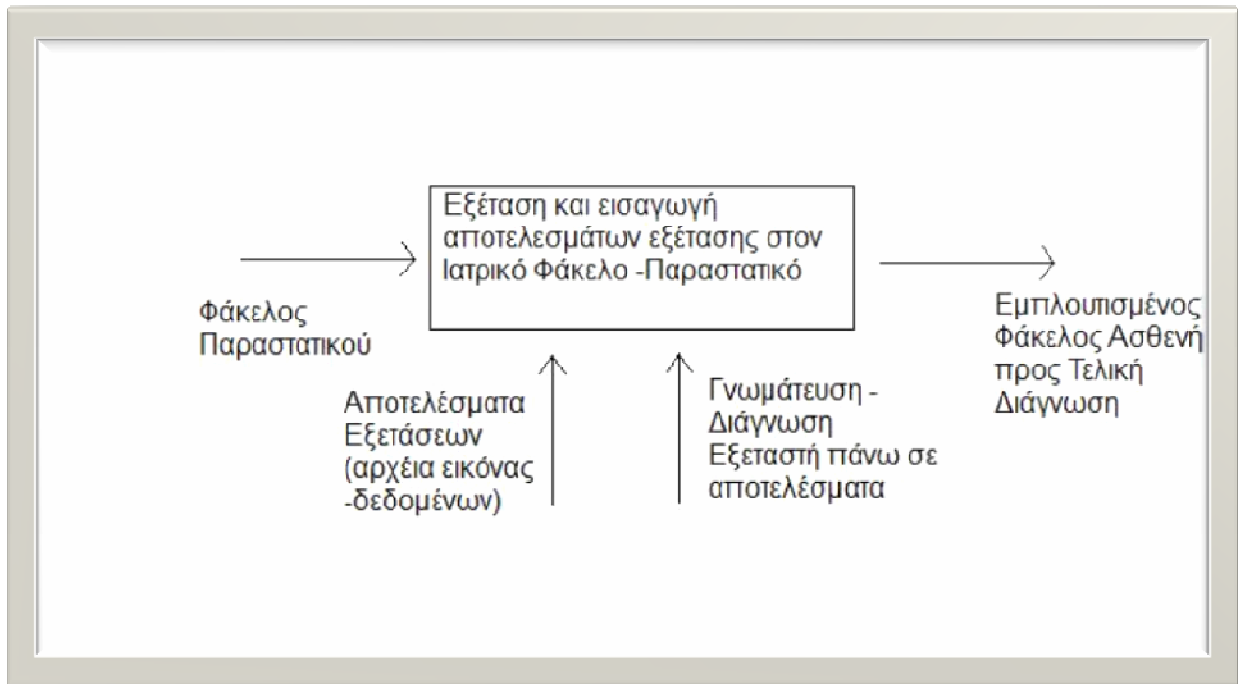 Εξέταση και εισαγωγή
αποτελεσμάτων εξέτασης στον
Ιατρικό Φάκελο -Παραστατικό
Φάκελος
Παραστατικού
Εμπλουτισμένος
Φάκελος Ασθενή
προς Τελική
Διάγνωση
Αποτελέσματα
Εξετάσεων
(αρχέια εικόνας
-δεδομένων)
Γνωμάτευση -
Διάγνωση
Εξεταστή πάνω σε
αποτελέσματα